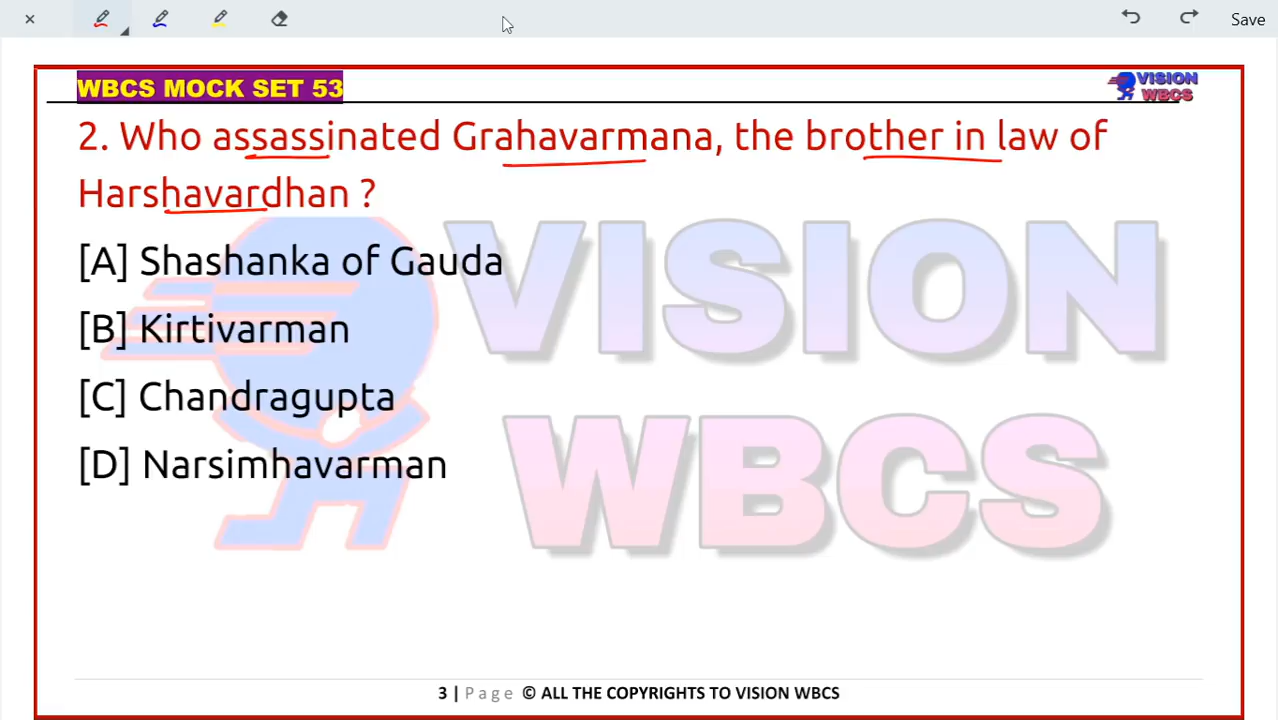 Save
WBCS MOCK SET 53
VISION
WBCS
2. Who assassinated Grahavarmana, the brother in law of
Harshavardhan ?
[A] Shashanka of Gauda
[B] Kirtivarman
[C] Chandragupta
[D] Narsimhavarman
VISION
WBCS
3 | Page © ALL THE COPYRIGHTS TO VISION WBCS